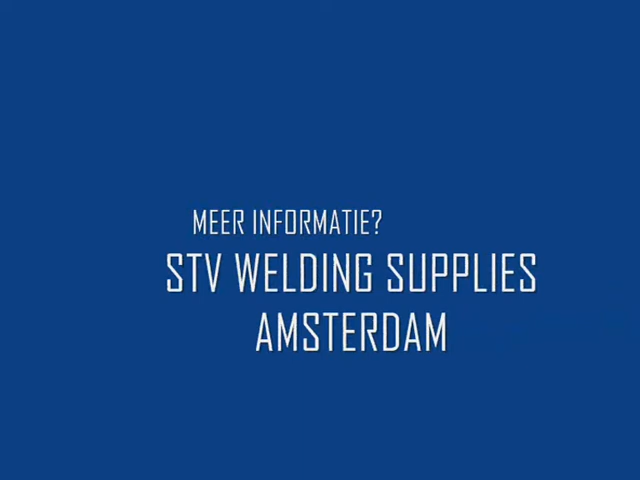 MEER INFORMATIE?
STV WELDING SUPPLIES
AMSTERDAM